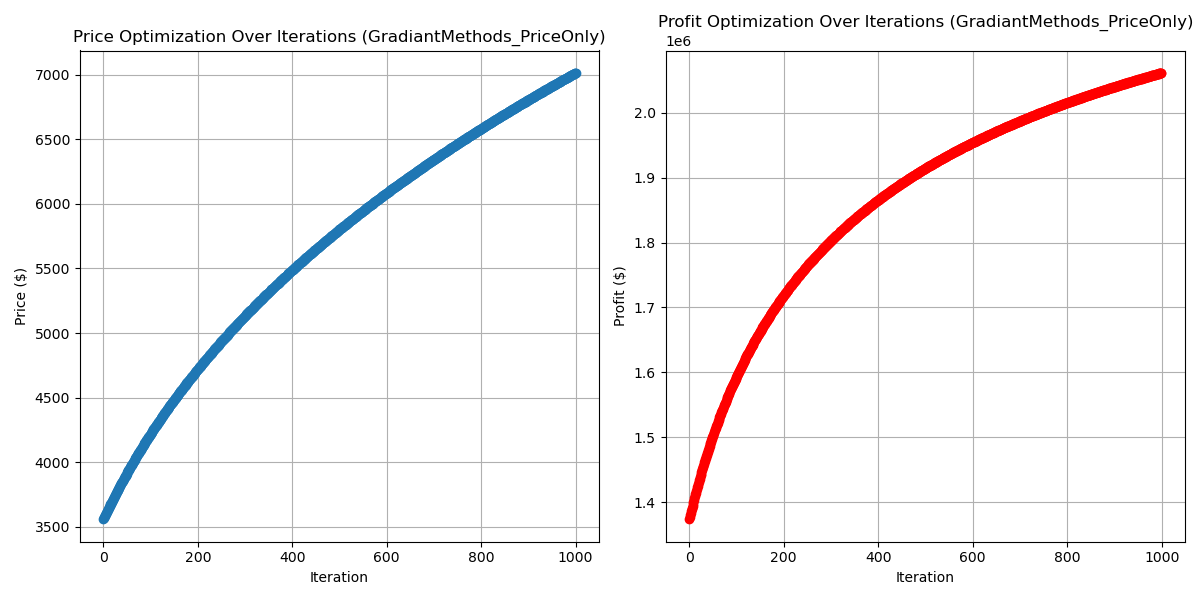 Price Optimization Over Iterations (GradiantMethods_PriceOnly)
7000
6500
6000
5500
5000
4500
4000
3500
0 200 400 600 800 1000
Price ($)
Iteration
Profit Optimization Over Iterations (GradiantMethods_PriceOnly)
1e6
2.0
1.9
1.8
1.7
1.6
1.5
1.4
0 200 400 600 800 1000
Profit ($)
Iteration